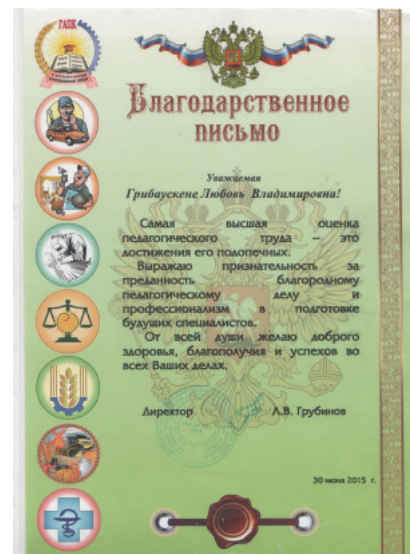 ГАПК
Благодарственное
письмо
Уважаемая
Грибаускене Любовь Владимировна!
Самая высшая оценка
педагогического труда – это
достижения его подопечных.
Выражаю признательность за
преданность благородному
педагогическому делу и
профессионализм в подготовке
будущих специалистов.
От всей души желаю доброго
здоровья, благополучия и успехов во
всех Ваших делах.
Директор Л.В. Грубинов
30 июня 2015 г.